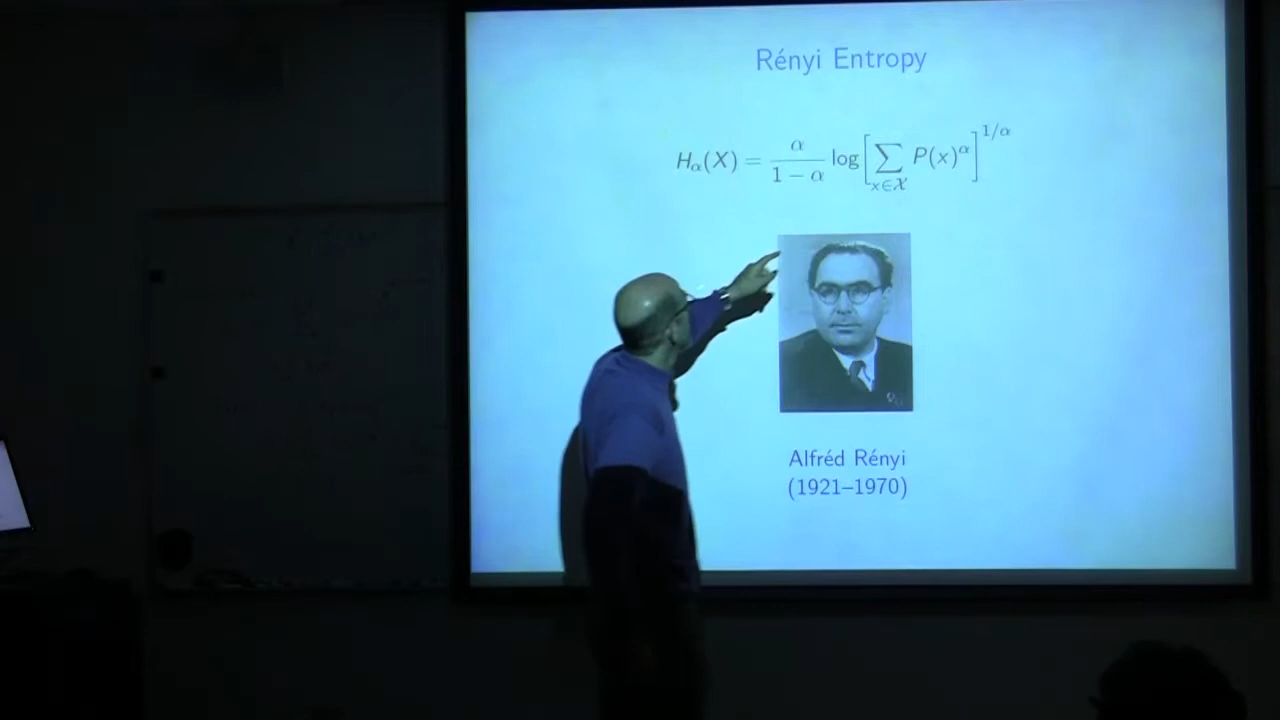 Rényi Entropy
H_α(X) = α / (1 − α) log [∑_{x∈𝒳} P(x)^α]^{1/α}
Alfréd Rényi
(1921–1970)